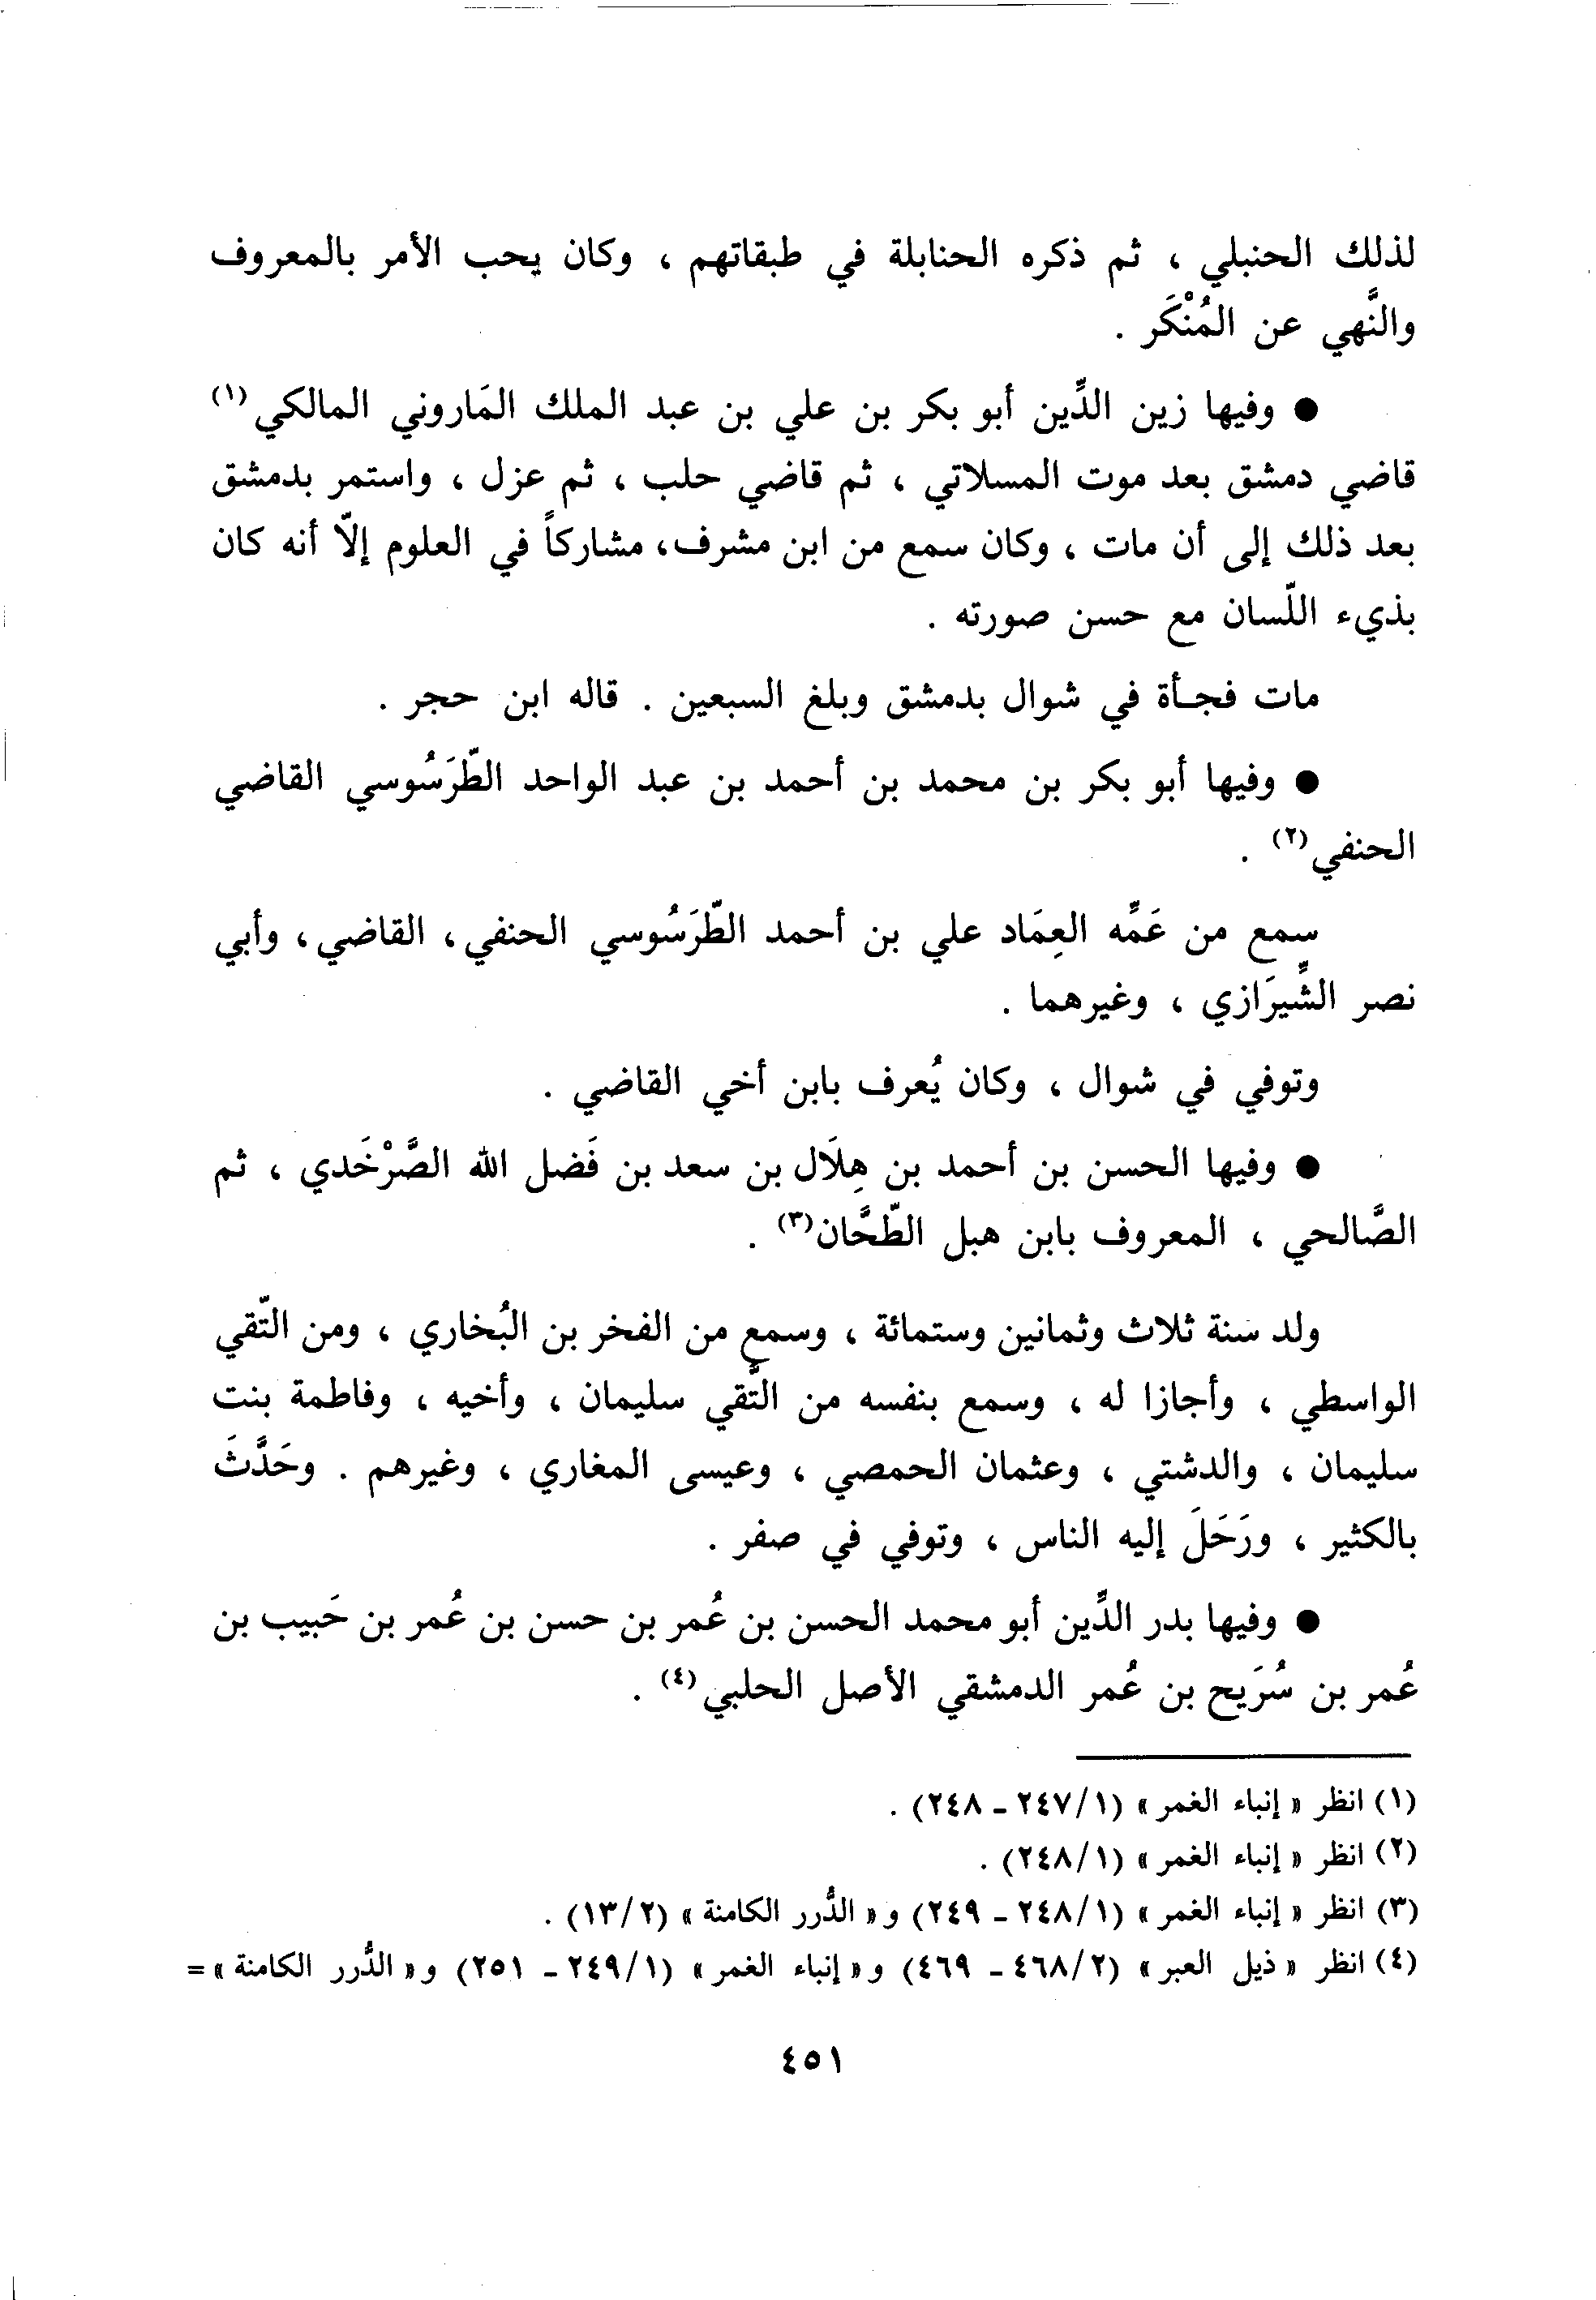 لذلك الحنبلي ، ثم ذكره الحنابلة في طبقاتهم ، وكان يحب الأمر بالمعروف
والنَّهي عن المُنْكَر .
● وفيها زين الدِّين أبو بكر بن علي بن عبد الملك المَاروني المالكي (١)
قاضي دمشق بعد موت المسلاتي ، ثم قاضي حلب ، ثم عزل ، واستمر بدمشق
بعد ذلك إلى أن مات ، وكان سمع من ابن مشرف، مشاركاً في العلوم إلّا أنه كان
بذيء اللّسان مع حسن صورته .
مات فجـأة في شوال بدمشق وبلغ السبعين . قاله ابن حجر .
● وفيها أبو بكر بن محمد بن أحمد بن عبد الواحد الطّرَسُوسي القاضي
الحنفي (٢) .
سمع من عَمِّه العِمَاد علي بن أحمد الطّرَسُوسي الحنفي، القاضي، وأبي
نصر الشِّيرَازي ، وغيرهما .
وتوفي في شوال ، وكان يُعرف بابن أخي القاضي .
● وفيها الحسن بن أحمد بن هِلَال بن سعد بن فَضل الله الصَّرْخَدي ، ثم
الصَّالحي ، المعروف بابن هبل الطَّحَّان (٣) .
ولد سنة ثلاث وثمانين وستمائة ، وسمع من الفخر بن البُخاري ، ومن التّقي
الواسطي ، وأجازا له ، وسمع بنفسه من التَّقي سليمان ، وأخيه ، وفاطمة بنت
سليمان ، والدشتي ، وعثمان الحمصي ، وعيسى المغاري ، وغيرهم . وحَدَّثَ
بالكثير ، ورَحَلَ إليه الناس ، وتوفي في صفر .
● وفيها بدر الدِّين أبو محمد الحسن بن عُمر بن حسن بن عُمر بن حَبيب بن
عُمر بن سُرَيح بن عُمر الدمشقي الأصل الحلبي (٤) .
(١) انظر « إنباء الغمر » (٢٤٧/١ - ٢٤٨) .
(٢) انظر « إنباء الغمر » (٢٤٨/١) .
(٣) انظر « إنباء الغمر » (٢٤٨/١ - ٢٤٩) و « الدُّرر الكامنة » (١٣/٢) .
(٤) انظر « ذيل العبر » (٤٦٨/٢ - ٤٦٩) و « إنباء الغمر » (٢٤٩/١ - ٢٥١) و « الدُّرر الكامنة » =
٤٥١